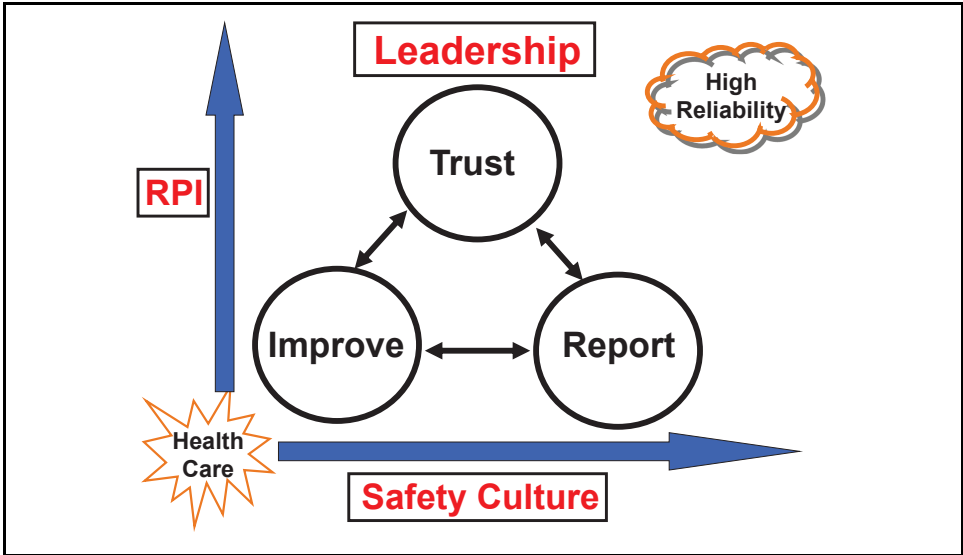 Leadership
High
Reliability
Trust
RPI
Improve
Report
Health
Care
Safety Culture